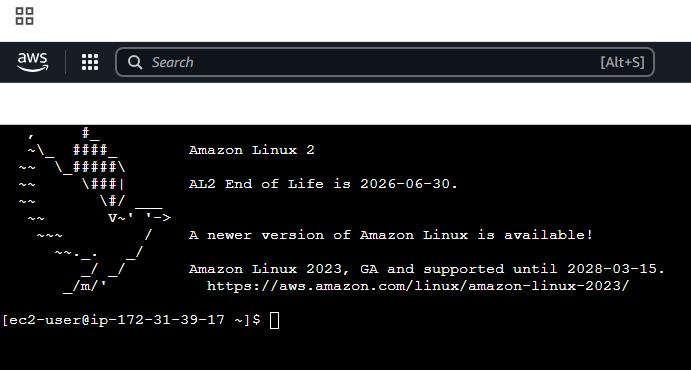 aws
Search [Alt+S]
   ,     #_
   ~\_  ####_        Amazon Linux 2
  ~~  \_#####\
  ~~     \###|       AL2 End of Life is 2026-06-30.
  ~~       \#/ ___
   ~~       V~' '->
    ~~~         /    A newer version of Amazon Linux is available!
      ~~._.   _/
         _/ _/       Amazon Linux 2023, GA and supported until 2028-03-15.
       _/m/'           https://aws.amazon.com/linux/amazon-linux-2023/
[ec2-user@ip-172-31-39-17 ~]$